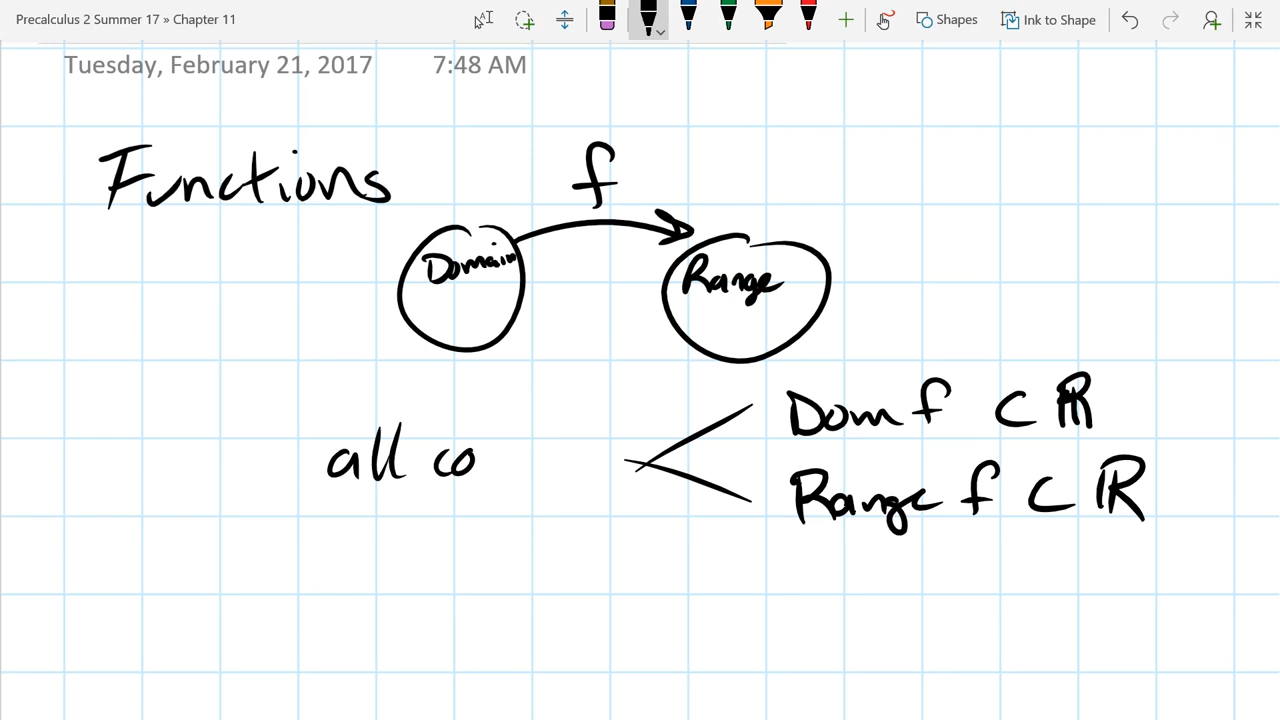 Precalculus 2 Summer 17 » Chapter 11
Shapes
Ink to Shape
Tuesday, February 21, 2017 7:48 AM
Functions
f
Domain
Range
Dom f ⊂ ℝ
all co
Range f ⊂ ℝ